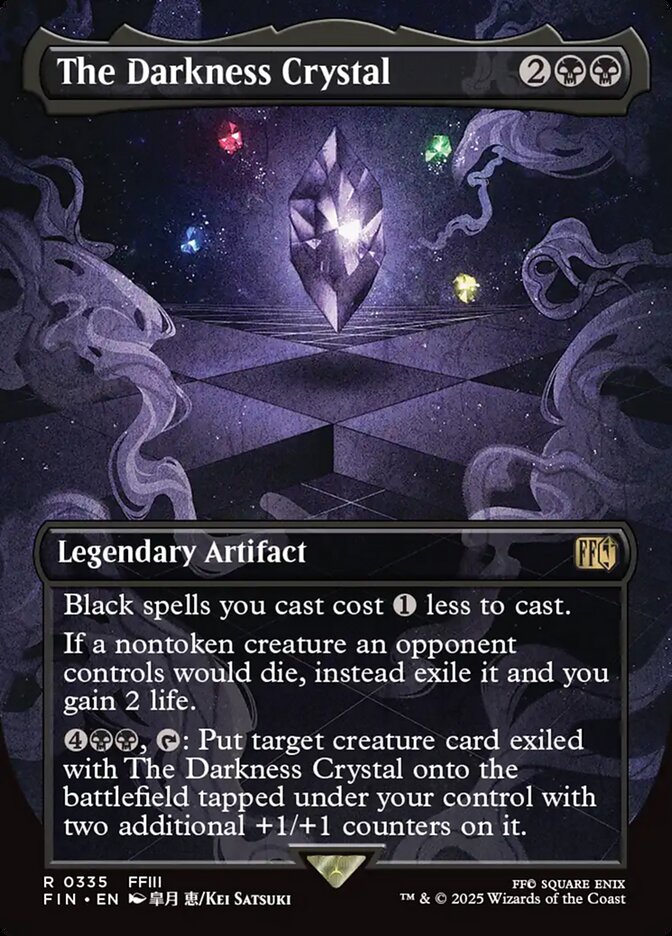 The Darkness Crystal 2
Legendary Artifact FF
Black spells you cast cost 1 less to cast.
If a nontoken creature an opponent
controls would die, instead exile it and you
gain 2 life.
4, : Put target creature card exiled
with The Darkness Crystal onto the
battlefield tapped under your control with
two additional +1/+1 counters on it.
R 0335 FFIII
FIN • EN 皐月 恵/Kei Satsuki
FF© SQUARE ENIX
™ & © 2025 Wizards of the Coast